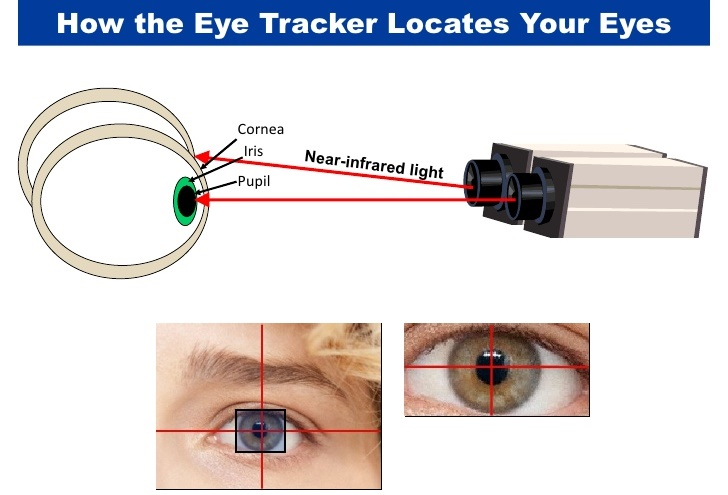 How the Eye Tracker Locates Your Eyes
Cornea
Iris
Near-infrared light
Pupil